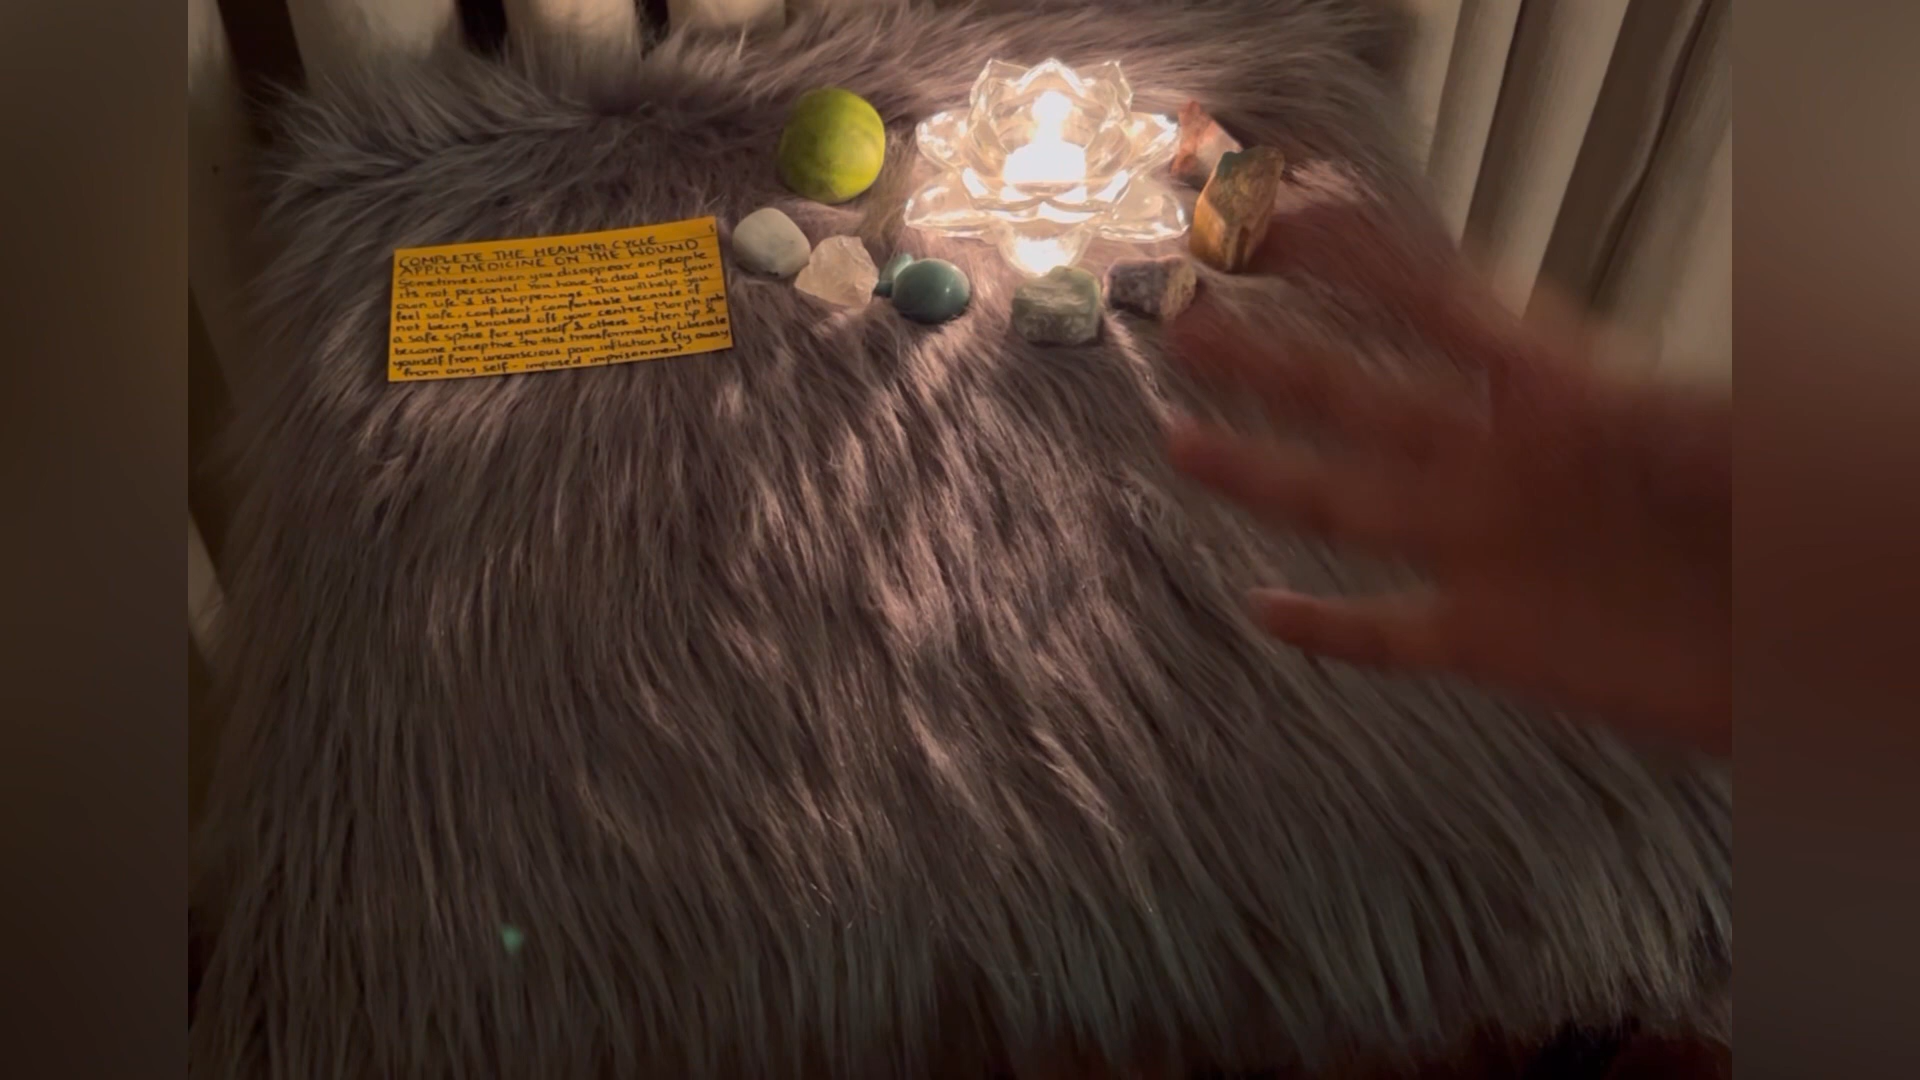 COMPLETE THE HEALING CYCLE
APPLY MEDICINE ON THE WOUND
Sometimes, when you disappear on people
its not personal. You have to deal with your
own life & its happenings. This will help you
feel safe, confident, comfortable because of
not being knocked off your centre. Morph into
a safe space for yourself & others. Soften up &
become receptive to this transformation. Liberate
yourself from unconscious pain infliction & fly away
from any self-imposed imprisonment.